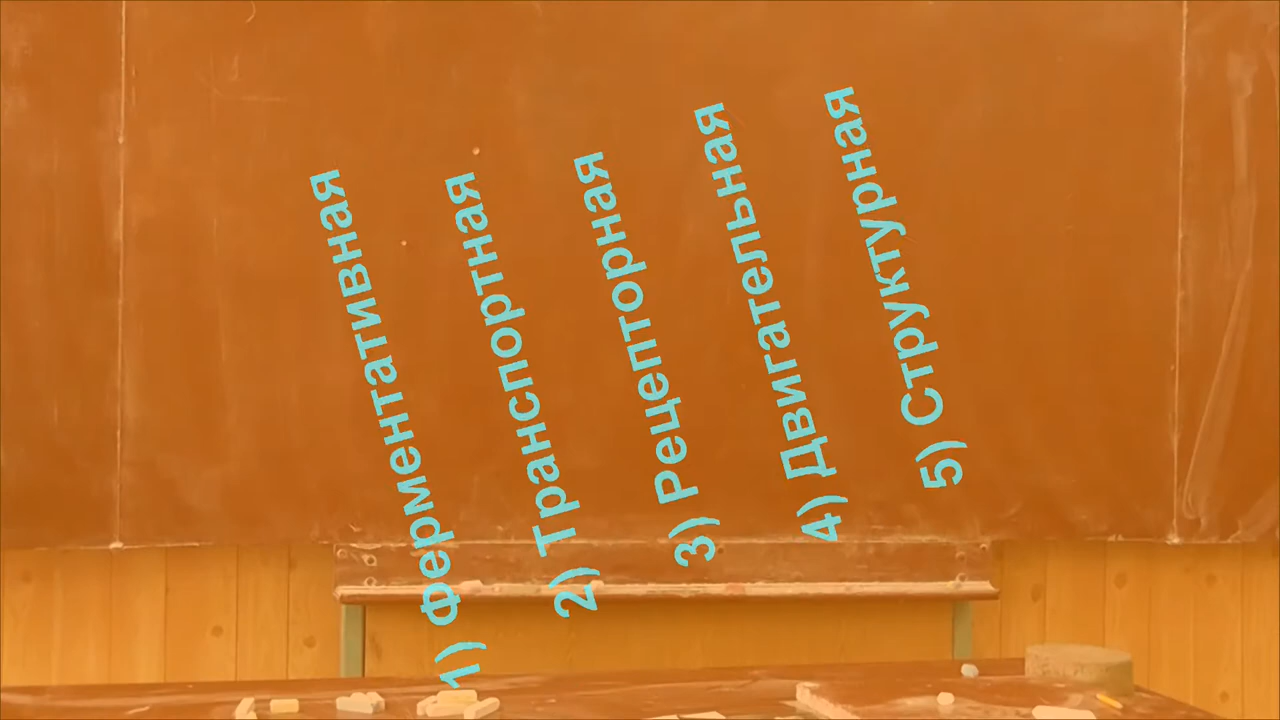 1) Ферментативная
2) Транспортная
3) Рецепторная
4) Двигательная
5) Структурная